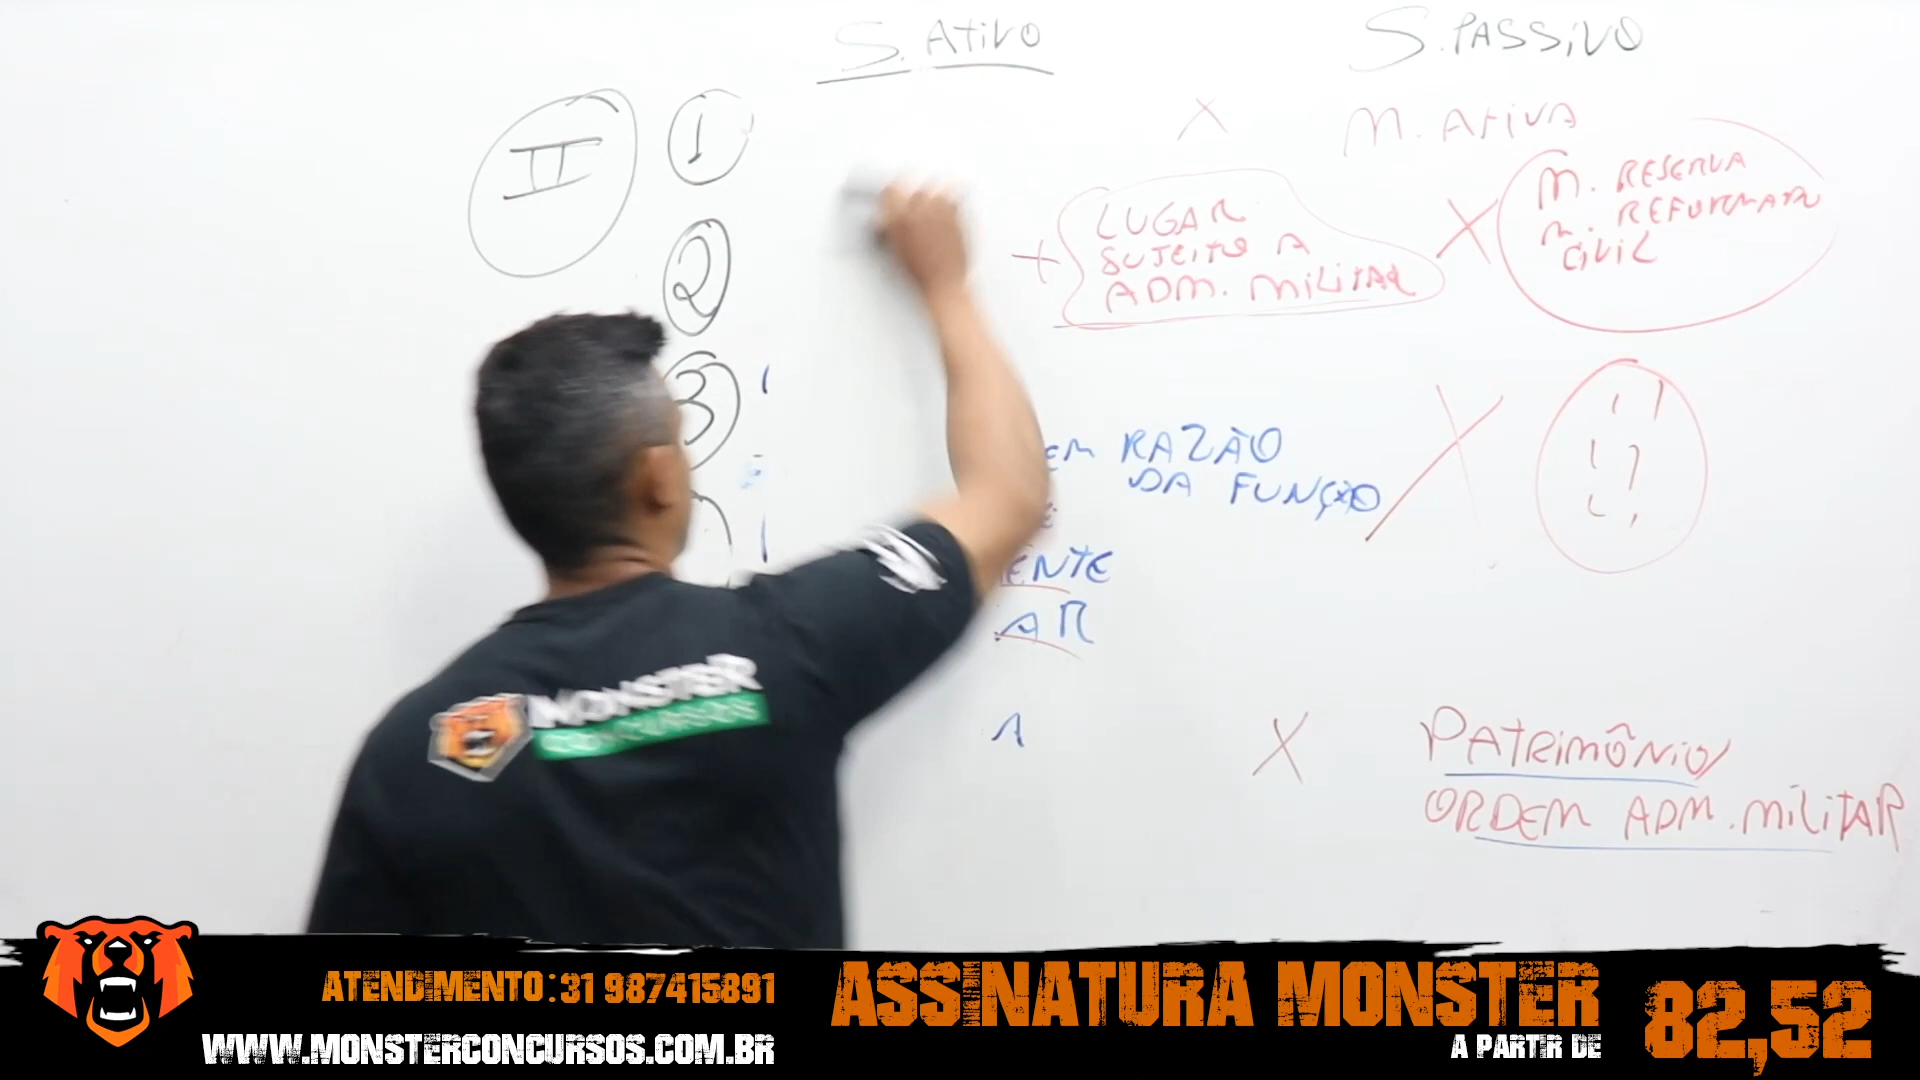 S. ATIVO
S. PASSIVO
II
1
X
M. ATIVA
2
+
LUGAR
SUJEITO A
ADM. MILITAR
X
M. RESERVA
M. REFORMADO
CIVIL
3
EM RAZÃO
DA FUNÇÃO
X
ENTE
AR
A
X
PATRIMÔNIO/
ORDEM ADM. MILITAR
MONSTER
CONCURSOS
ATENDIMENTO: 31 987415891
WWW.MONSTERCONCURSOS.COM.BR
ASSINATURA MONSTER
A PARTIR DE
82,52